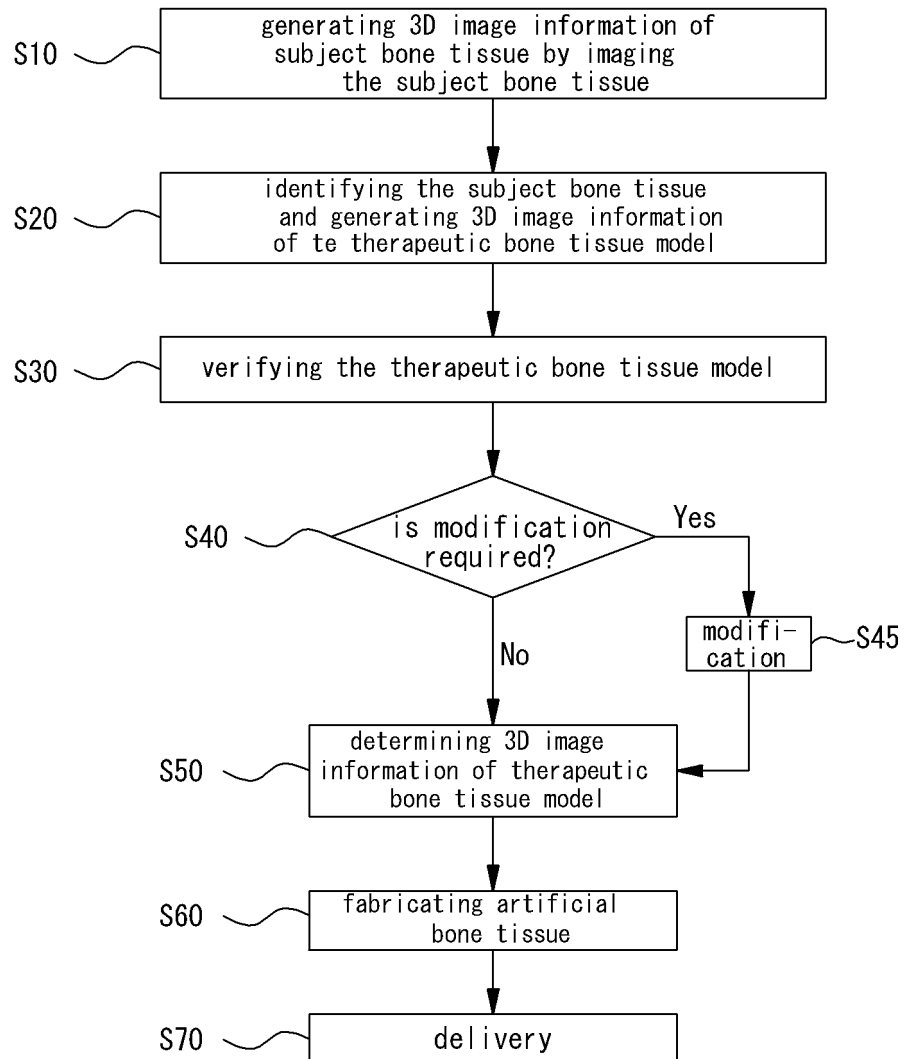 S10
generating 3D image information of
subject bone tissue by imaging
the subject bone tissue
S20
identifying the subject bone tissue
and generating 3D image information
of te therapeutic bone tissue model
S30
verifying the therapeutic bone tissue model
S40
is modification
required?
Yes
No
modifi-
cation
S45
S50
determining 3D image
information of therapeutic
bone tissue model
S60
fabricating artificial
bone tissue
S70
delivery